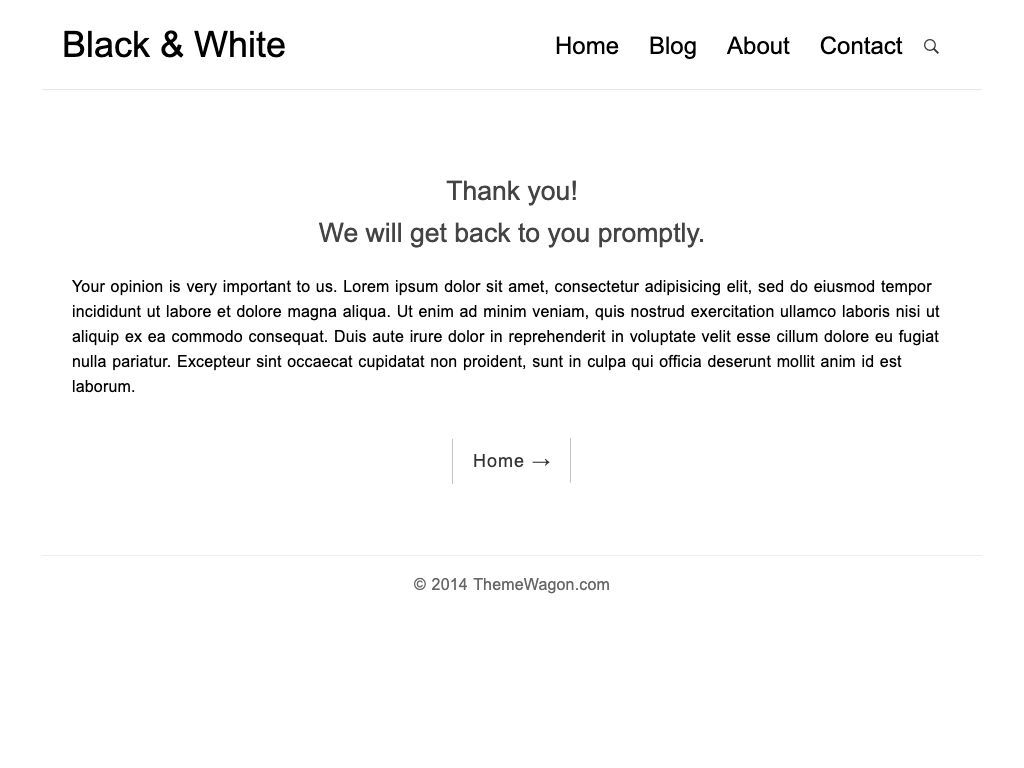 Black & White
Home Blog About Contact
Thank you!
We will get back to you promptly.
Your opinion is very important to us. Lorem ipsum dolor sit amet, consectetur adipisicing elit, sed do eiusmod tempor
incididunt ut labore et dolore magna aliqua. Ut enim ad minim veniam, quis nostrud exercitation ullamco laboris nisi ut
aliquip ex ea commodo consequat. Duis aute irure dolor in reprehenderit in voluptate velit esse cillum dolore eu fugiat
nulla pariatur. Excepteur sint occaecat cupidatat non proident, sunt in culpa qui officia deserunt mollit anim id est
laborum.
Home →
© 2014 ThemeWagon.com